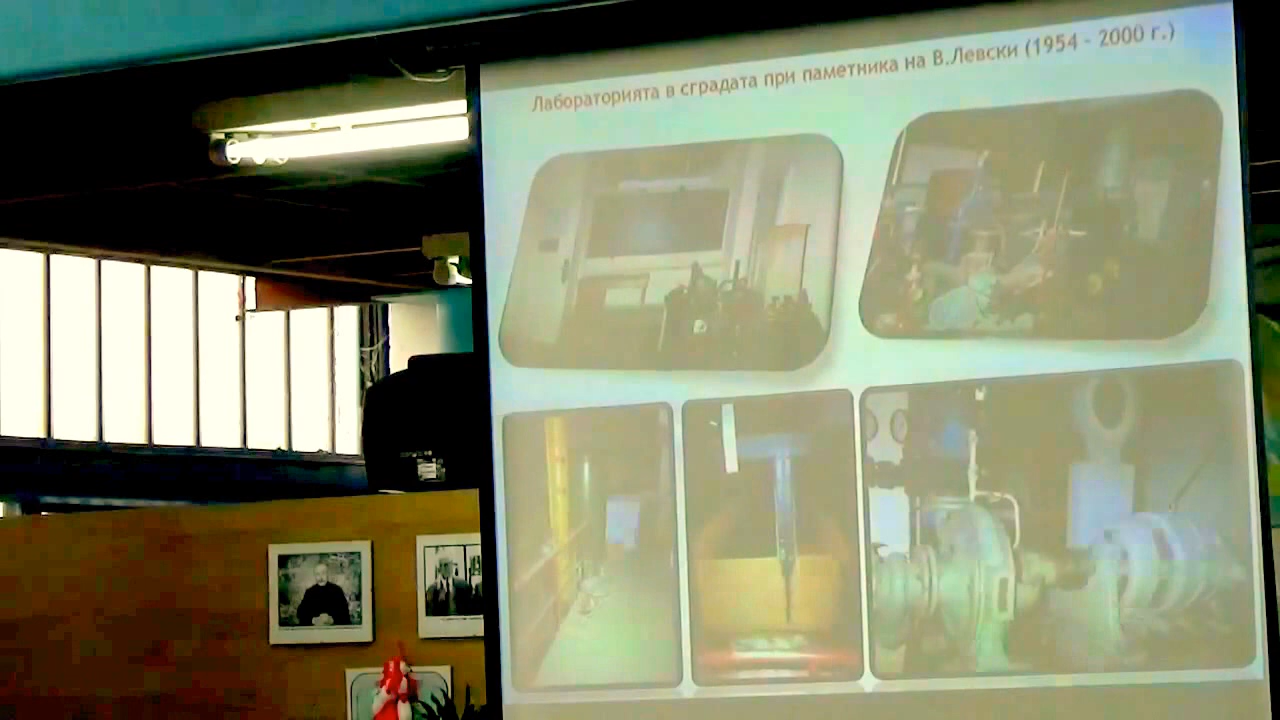 Лабораторията в сградата при паметника на В.Левски (1954 - 2000 г.)